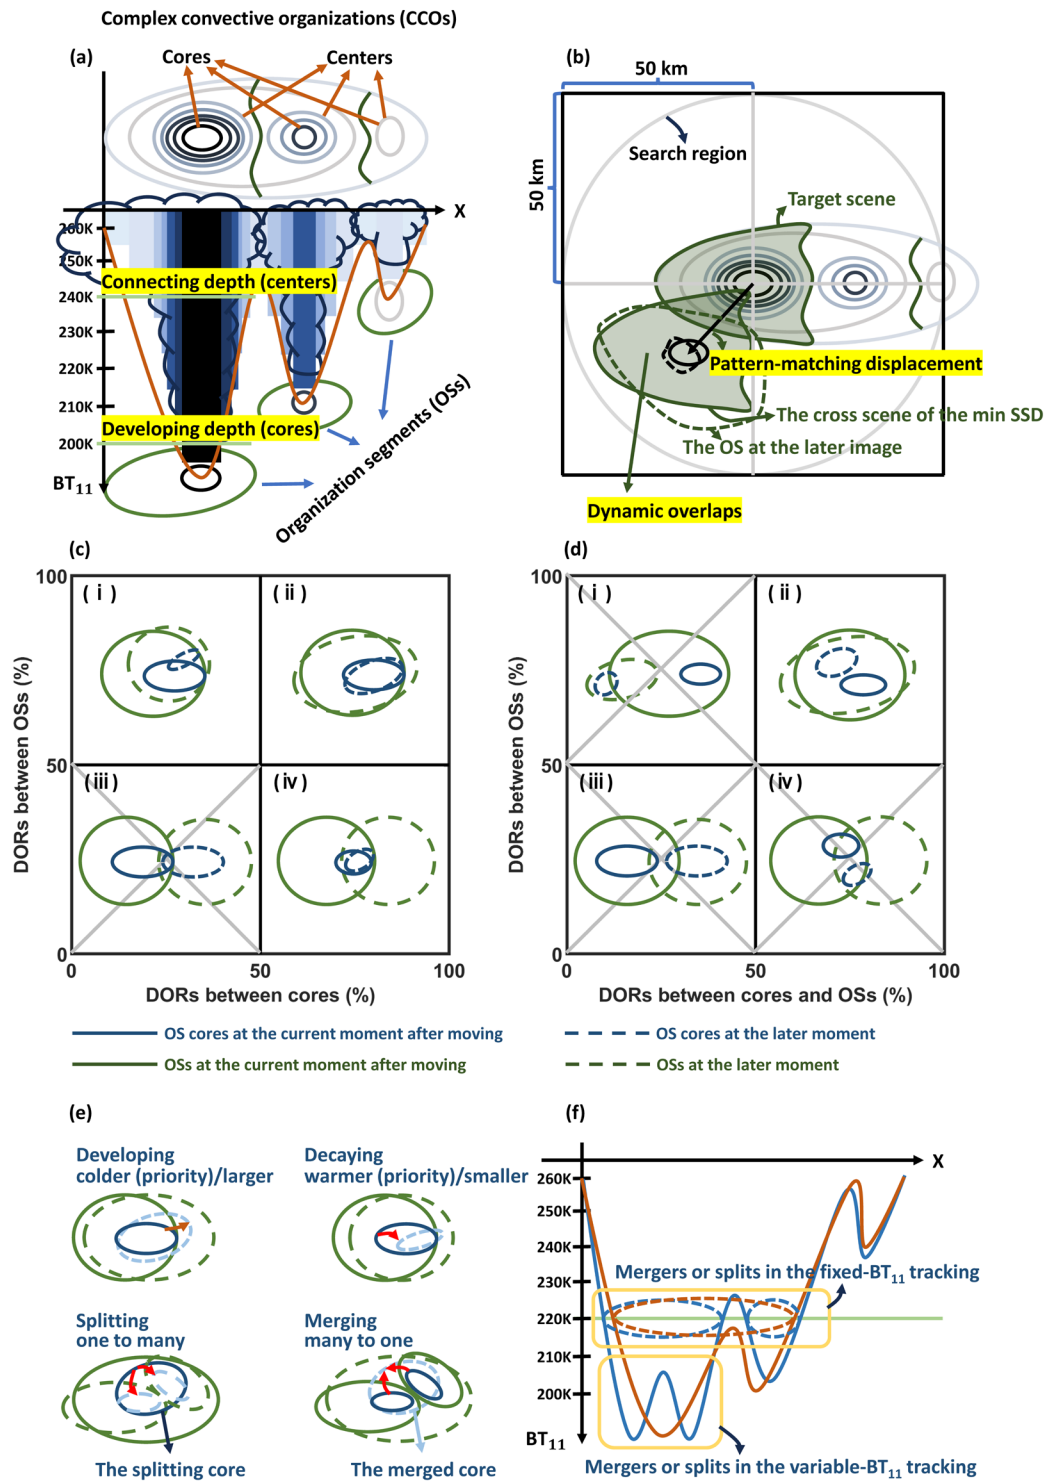 Complex convective organizations (CCOs)
(a)
Cores
Centers
X
260K
250K
Connecting depth (centers)
240K
230K
220K
210K
Developing depth (cores)
200K
BT11
Organization segments (OSs)
(b)
50 km
50 km
Search region
Target scene
Pattern-matching displacement
The cross scene of the min SSD
The OS at the later image
Dynamic overlaps
(c)
100
(i)
(ii)
DORs between OSs (%)
50
(iii)
(iv)
0
0
50
100
DORs between cores (%)
(d)
100
(i)
(ii)
DORs between OSs (%)
50
(iii)
(iv)
0
0
50
100
DORs between cores and OSs (%)
OS cores at the current moment after moving
OS cores at the later moment
OSs at the current moment after moving
OSs at the later moment
(e)
Developing
colder (priority)/larger
Decaying
warmer (priority)/smaller
Splitting
one to many
Merging
many to one
The splitting core
The merged core
(f)
X
260K
250K
240K
230K
Mergers or splits in the fixed-BT11 tracking
220K
210K
200K
BT11
Mergers or splits in the variable-BT11 tracking